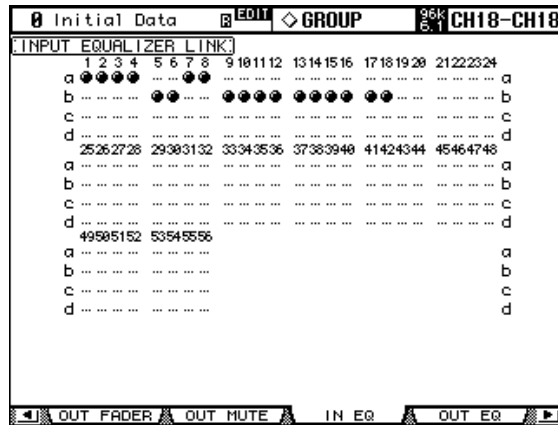 0 Initial Data R EDIT ◇ GROUP 96k 6.1 CH18-CH18
INPUT EQUALIZER LINK
1 2 3 4 5 6 7 8 9 10 11 12 13 14 15 16 17 18 19 20 21 22 23 24
a a
b b
c c
d d
25 26 27 28 29 30 31 32 33 34 35 36 37 38 39 40 41 42 43 44 45 46 47 48
a a
b b
c c
d d
49 50 51 52 53 54 55 56
a a
b b
c c
d d
OUT FADER OUT MUTE IN EQ OUT EQ